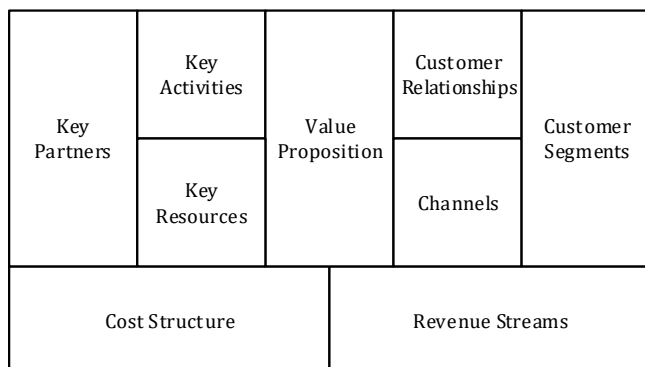 Key
Partners
Key
Activities
Key
Resources
Value
Proposition
Customer
Relationships
Channels
Customer
Segments
Cost Structure
Revenue Streams